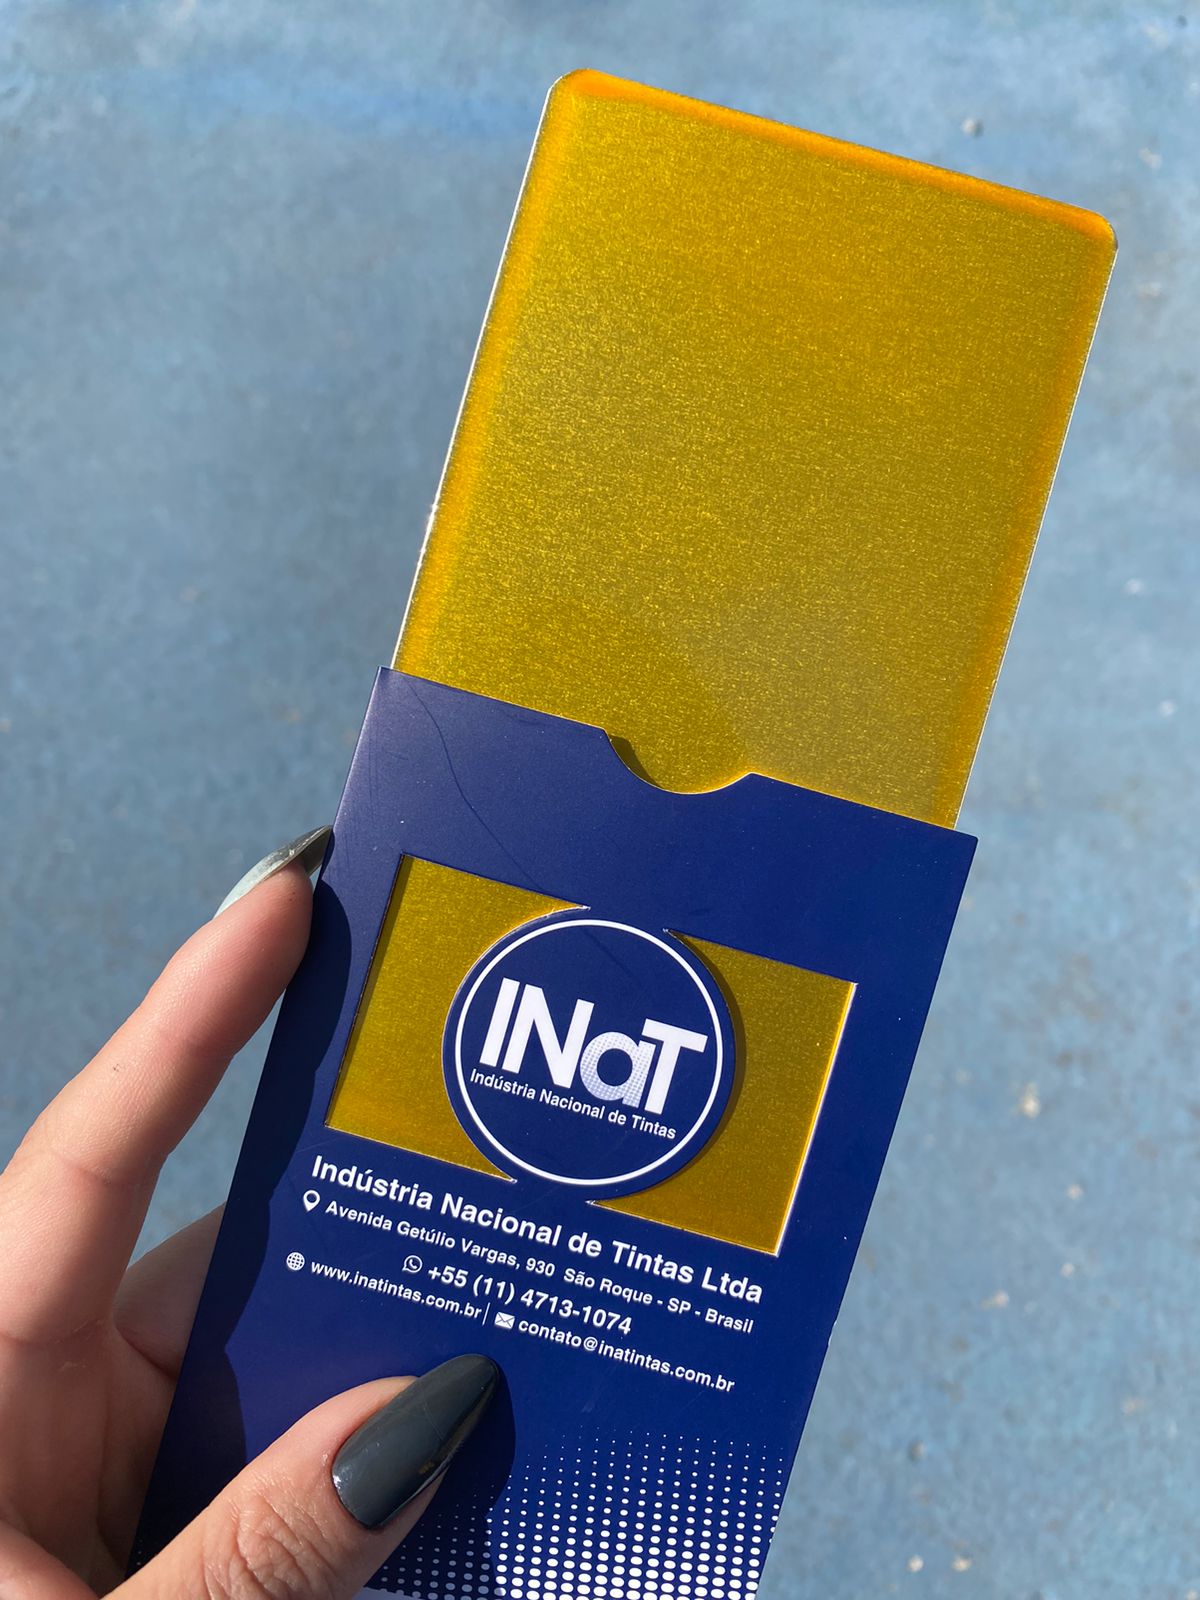 INaT
Indústria Nacional de Tintas
Indústria Nacional de Tintas Ltda
Avenida Getúlio Vargas, 930 São Roque - SP - Brasil
+55 (11) 4713-1074
www.inatintas.com.br | contato@inatintas.com.br